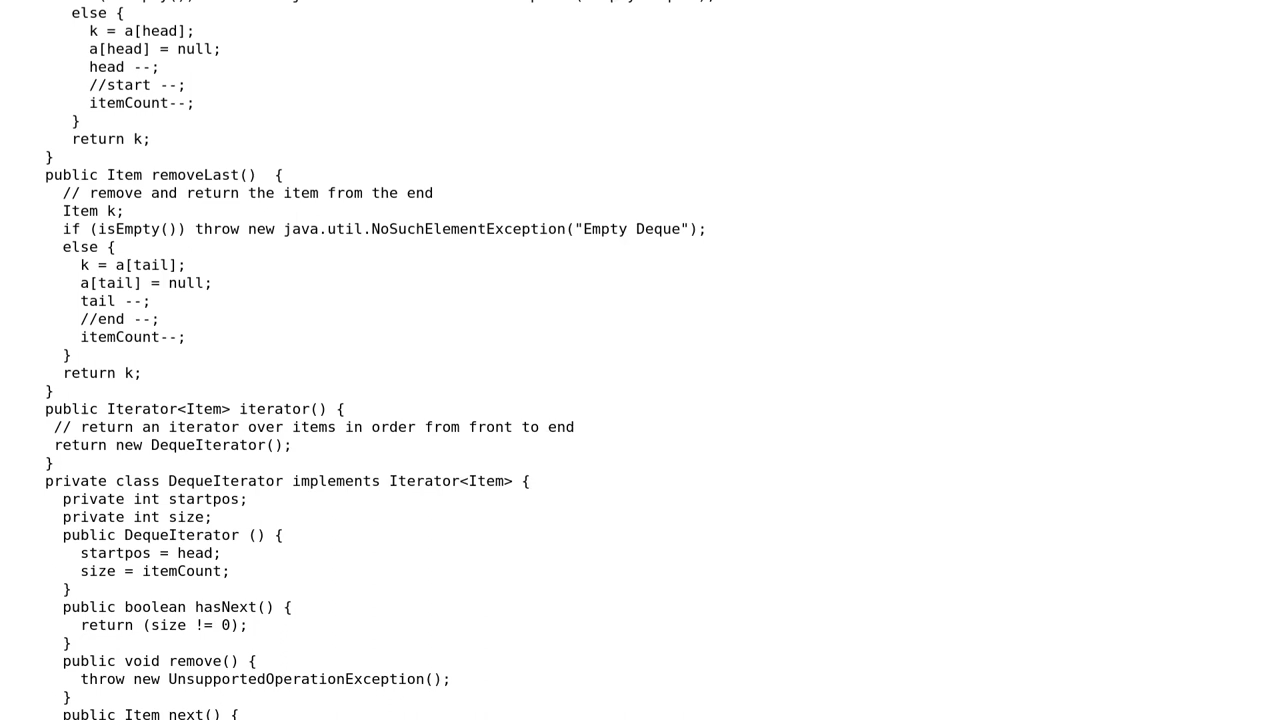 else {
k = a[head];
a[head] = null;
head --;
//start --;
itemCount--;
}
return k;
}
public Item removeLast()  {
// remove and return the item from the end
Item k;
if (isEmpty()) throw new java.util.NoSuchElementException("Empty Deque");
else {
k = a[tail];
a[tail] = null;
tail --;
//end --;
itemCount--;
}
return k;
}
public Iterator<Item> iterator() {
// return an iterator over items in order from front to end
return new DequeIterator();
}
private class DequeIterator implements Iterator<Item> {
private int startpos;
private int size;
public DequeIterator () {
startpos = head;
size = itemCount;
}
public boolean hasNext() {
return (size != 0);
}
public void remove() {
throw new UnsupportedOperationException();
}
public Item next() {